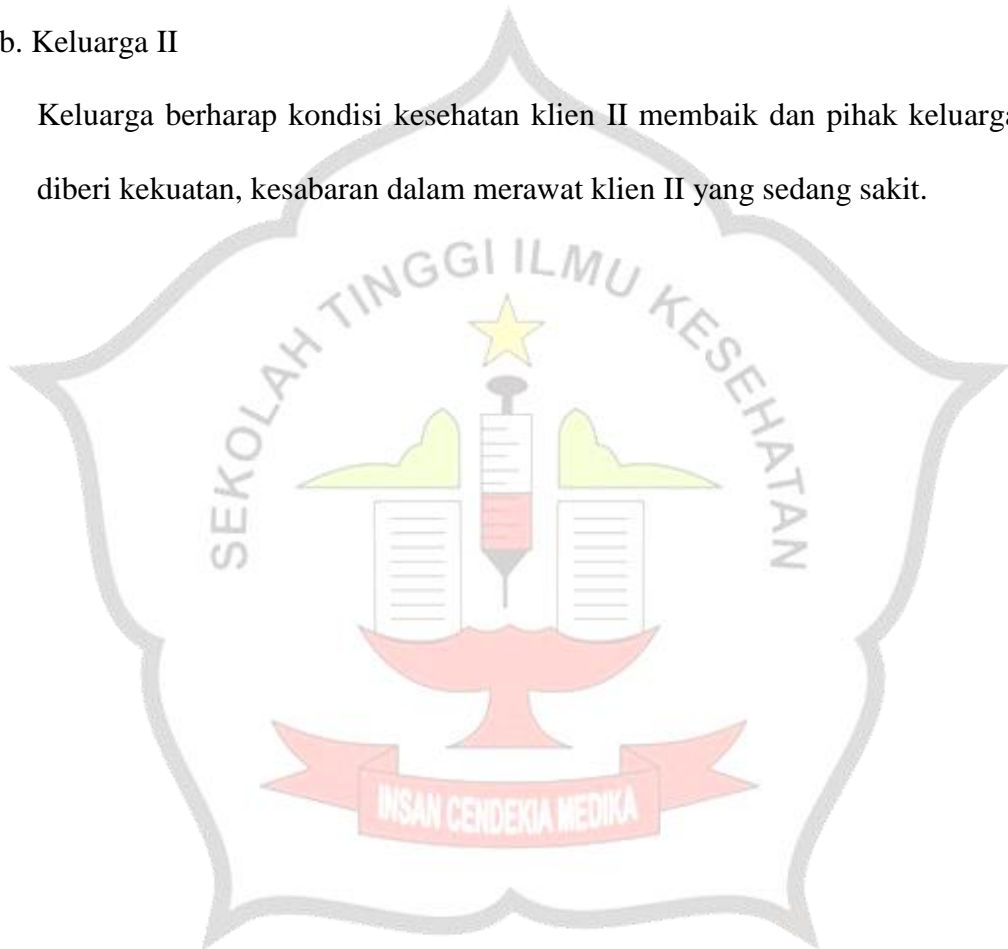 b. Keluarga II
Keluarga berharap kondisi kesehatan klien II membaik dan pihak keluarga
diberi kekuatan, kesabaran dalam merawat klien II yang sedang sakit.
SEKOLAH TINGGI ILMU KESEHATAN
INSAN CENDEKIA MEDIKA